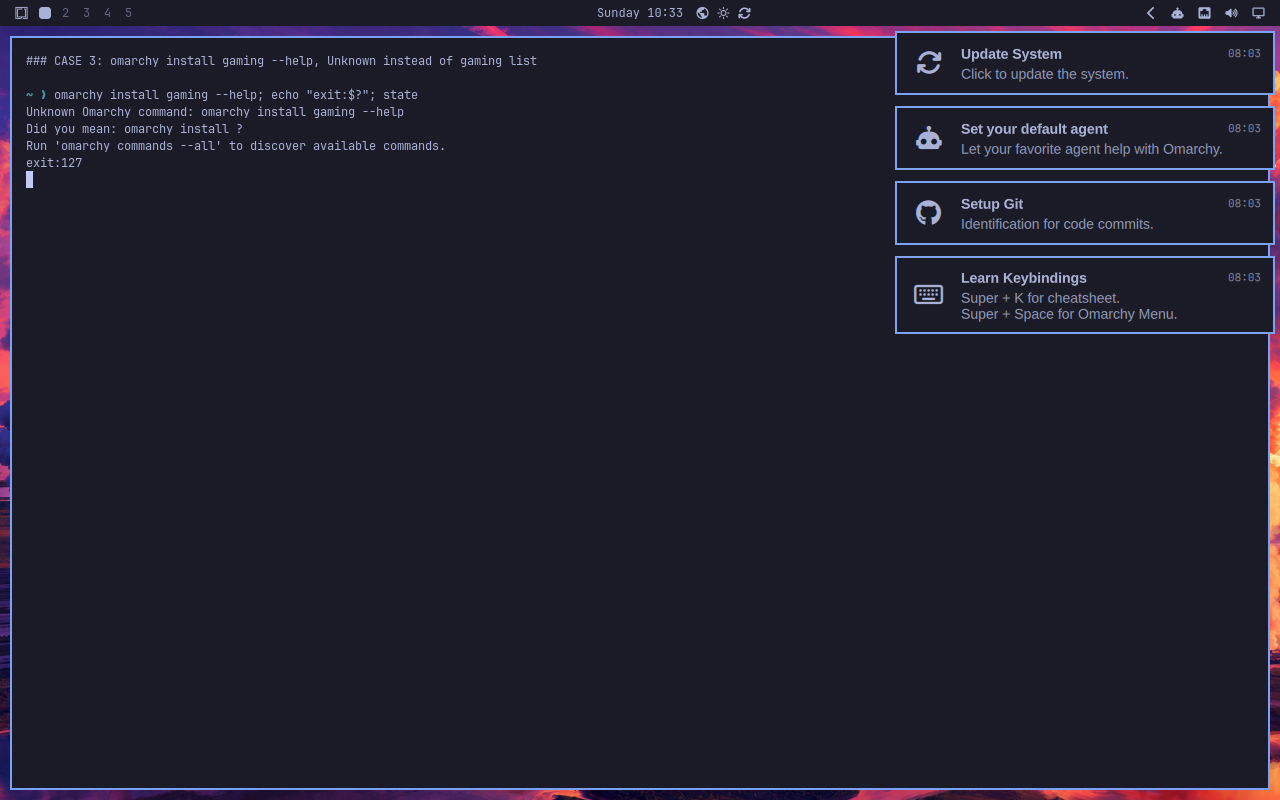 2 3 4 5
Sunday 10:33
### CASE 3: omarchy install gaming --help, Unknown instead of gaming list
~ ❯ omarchy install gaming --help; echo "exit:$?"; state
Unknown Omarchy command: omarchy install gaming --help
Did you mean: omarchy install ?
Run 'omarchy commands --all' to discover available commands.
exit:127
Update System 08:03
Click to update the system.
Set your default agent 08:03
Let your favorite agent help with Omarchy.
Setup Git 08:03
Identification for code commits.
Learn Keybindings 08:03
Super + K for cheatsheet.
Super + Space for Omarchy Menu.